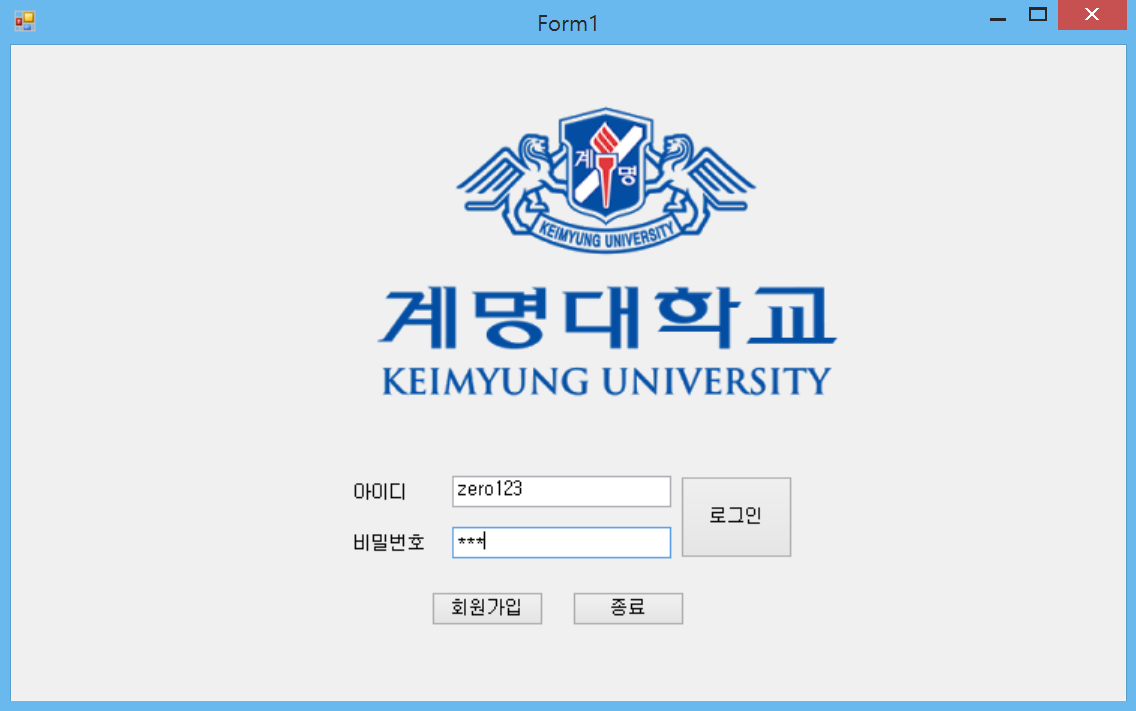 Form1
계명
KEIMYUNG UNIVERSITY
계명대학교
KEIMYUNG UNIVERSITY
아이디 zero123
로그인
비밀번호 ***
회원가입 종료